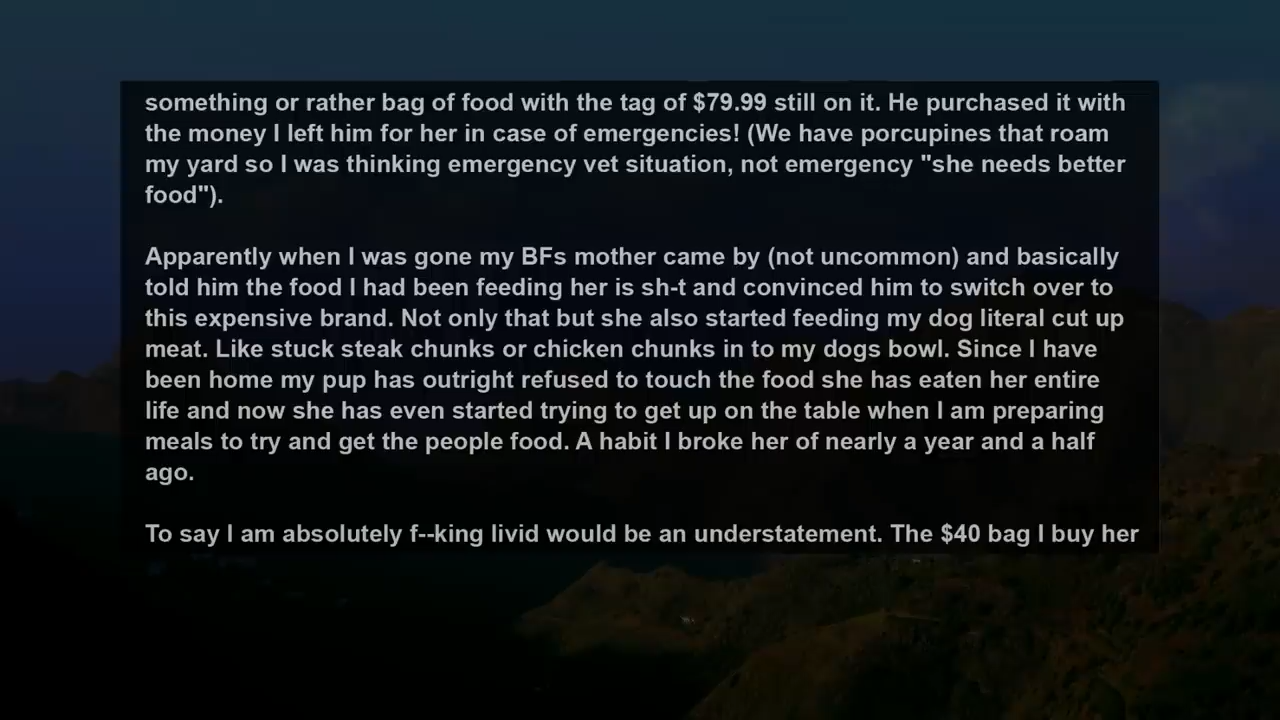 something or rather bag of food with the tag of $79.99 still on it. He purchased it with
the money I left him for her in case of emergencies! (We have porcupines that roam
my yard so I was thinking emergency vet situation, not emergency "she needs better
food").
Apparently when I was gone my BFs mother came by (not uncommon) and basically
told him the food I had been feeding her is sh-t and convinced him to switch over to
this expensive brand. Not only that but she also started feeding my dog literal cut up
meat. Like stuck steak chunks or chicken chunks in to my dogs bowl. Since I have
been home my pup has outright refused to touch the food she has eaten her entire
life and now she has even started trying to get up on the table when I am preparing
meals to try and get the people food. A habit I broke her of nearly a year and a half
ago.
To say I am absolutely f--king livid would be an understatement. The $40 bag I buy her